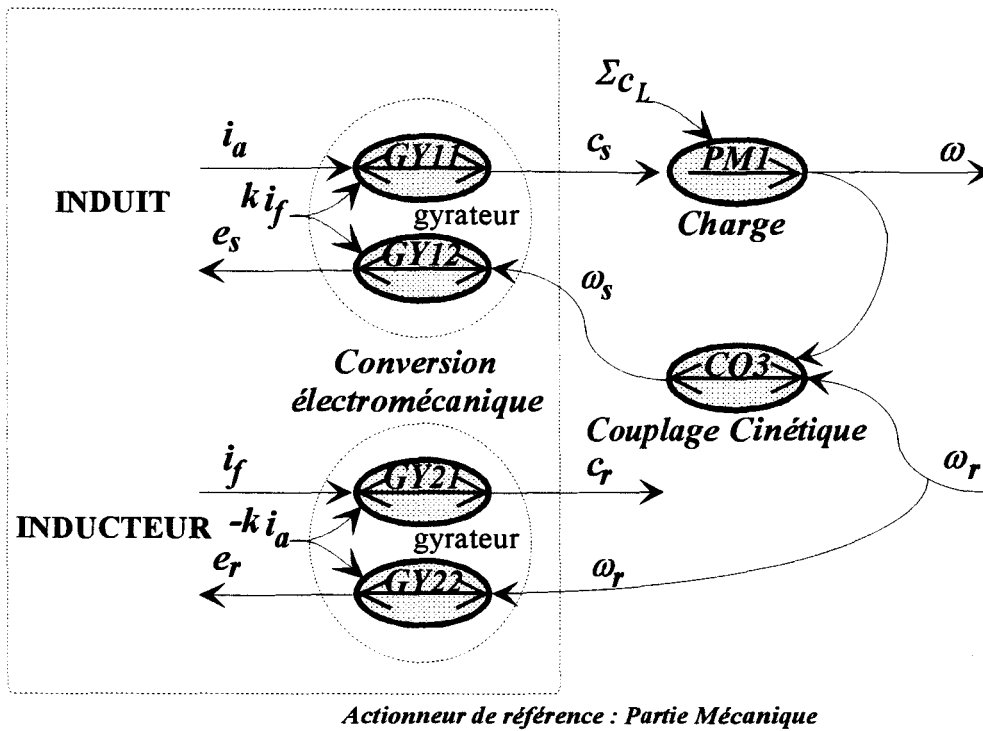 Σc_L
i_a
GY11
c_s
PM1
ω
INDUIT
k i_f
gyrateur
Charge
e_s
GY12
ω_s
Conversion
électromécanique
CO3
Couplage Cinétique
i_f
GY21
c_r
ω_r
INDUCTEUR
-k i_a
gyrateur
e_r
GY22
ω_r
Actionneur de référence : Partie Mécanique